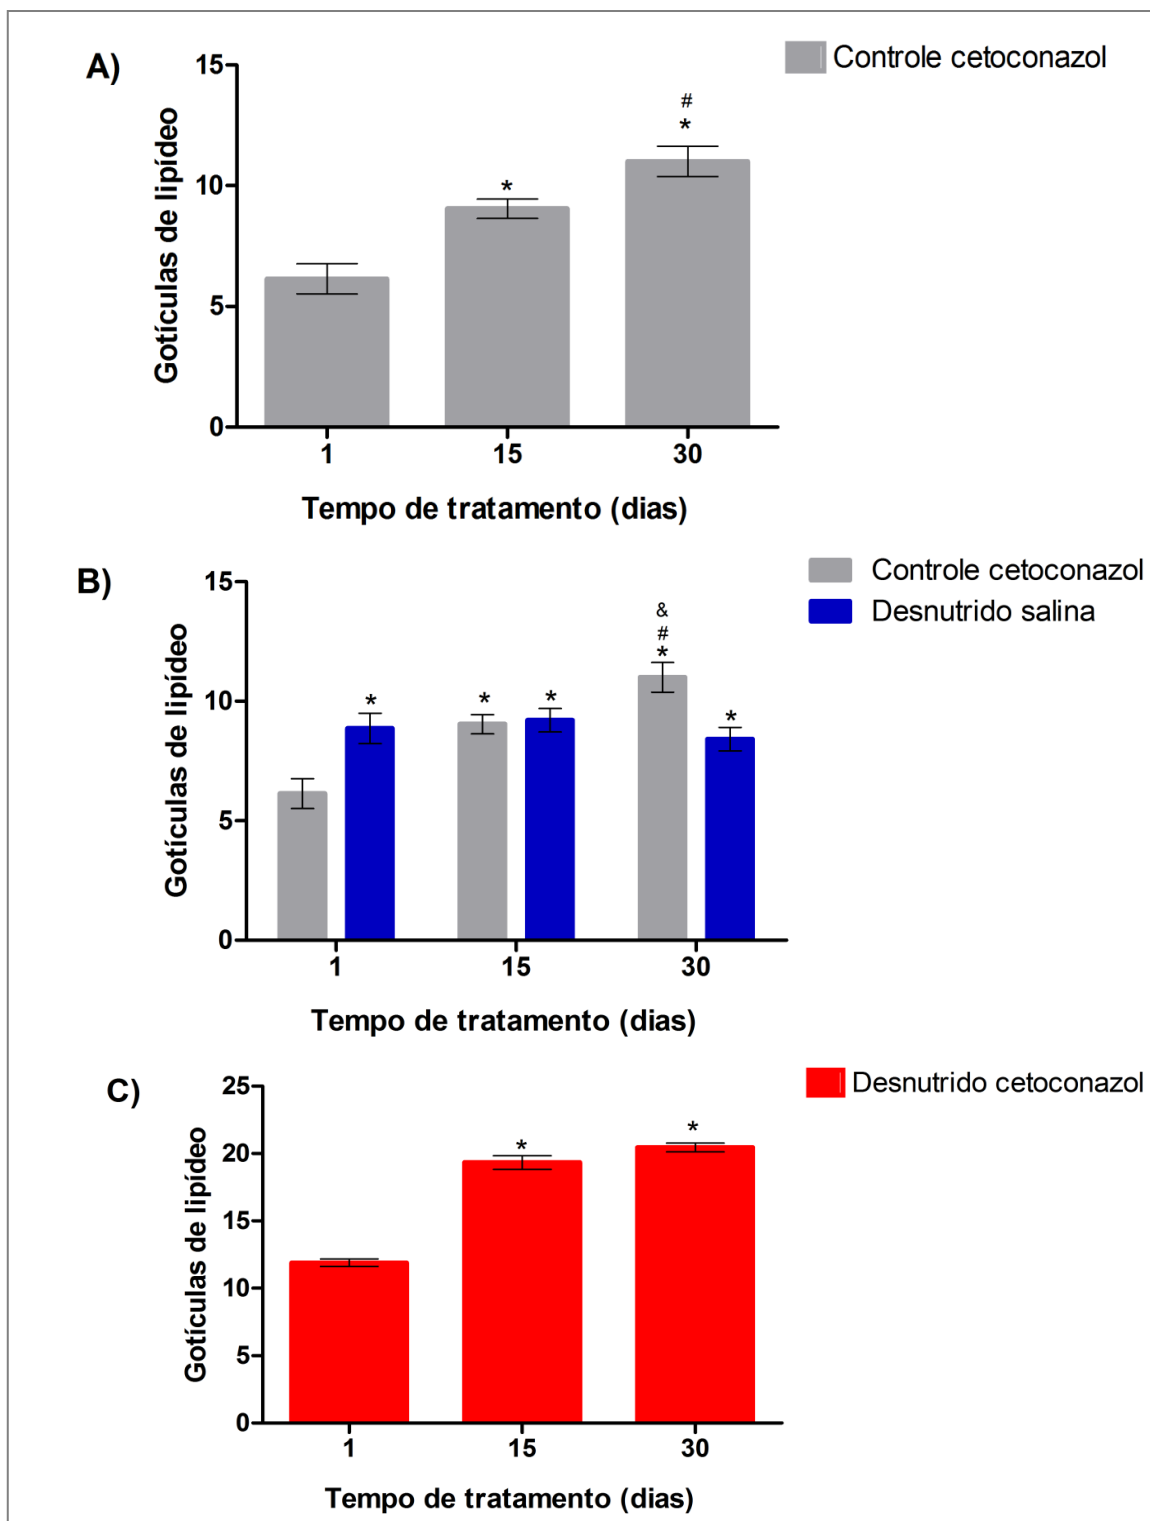 A)
Controle cetoconazol
Gotículas de lipídeo
15
10
5
0
*
#
*
1 15 30
Tempo de tratamento (dias)
B)
Controle cetoconazol
Desnutrido salina
Gotículas de lipídeo
15
10
5
0
*
*
*
&
#
*
*
1 15 30
Tempo de tratamento (dias)
C)
Desnutrido cetoconazol
Gotículas de lipídeo
25
20
15
10
5
0
*
*
1 15 30
Tempo de tratamento (dias)